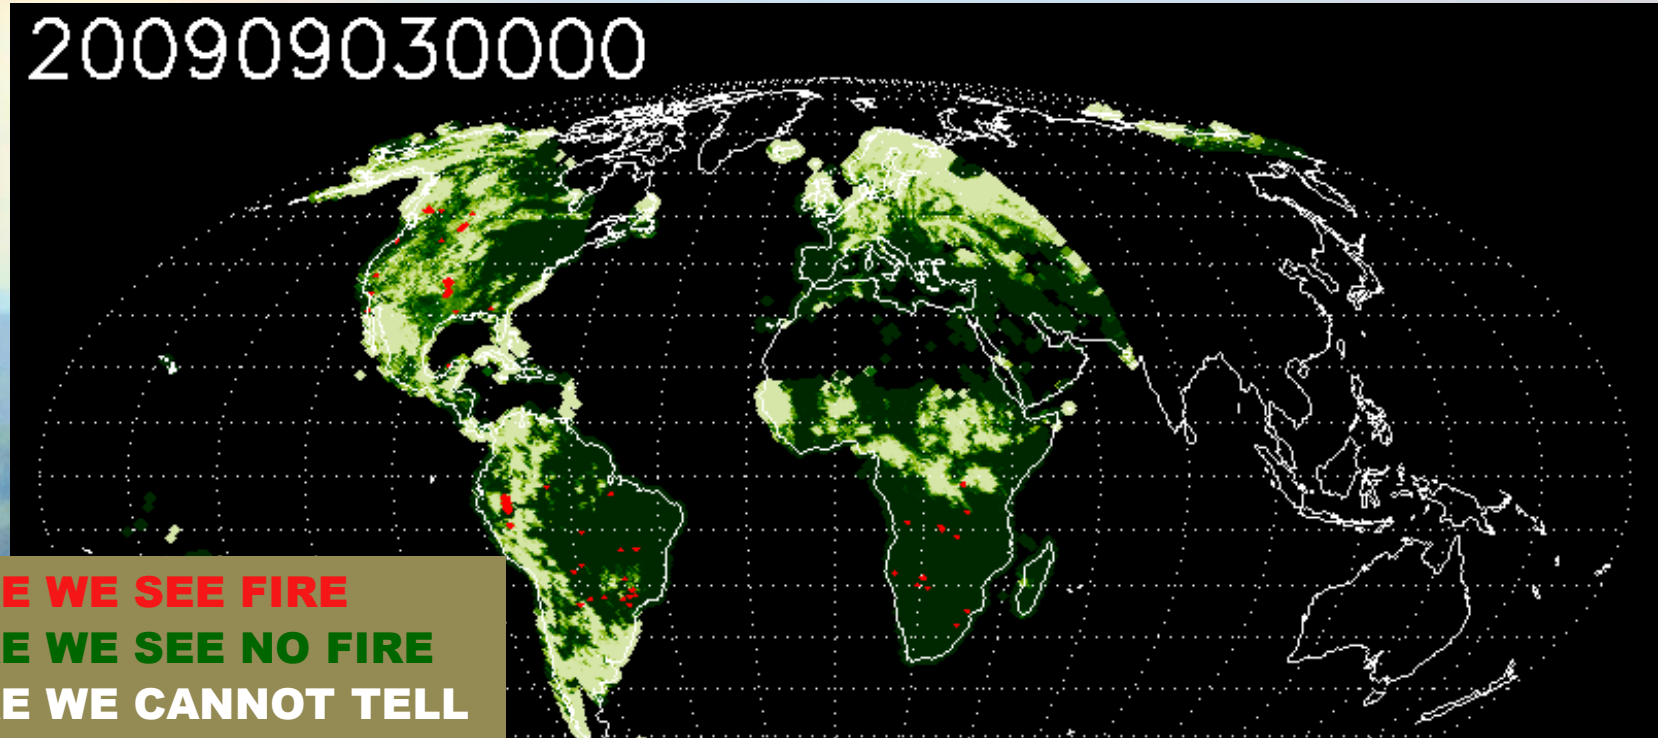 200909030000
E WE SEE FIRE
E WE SEE NO FIRE
E WE CANNOT TELL